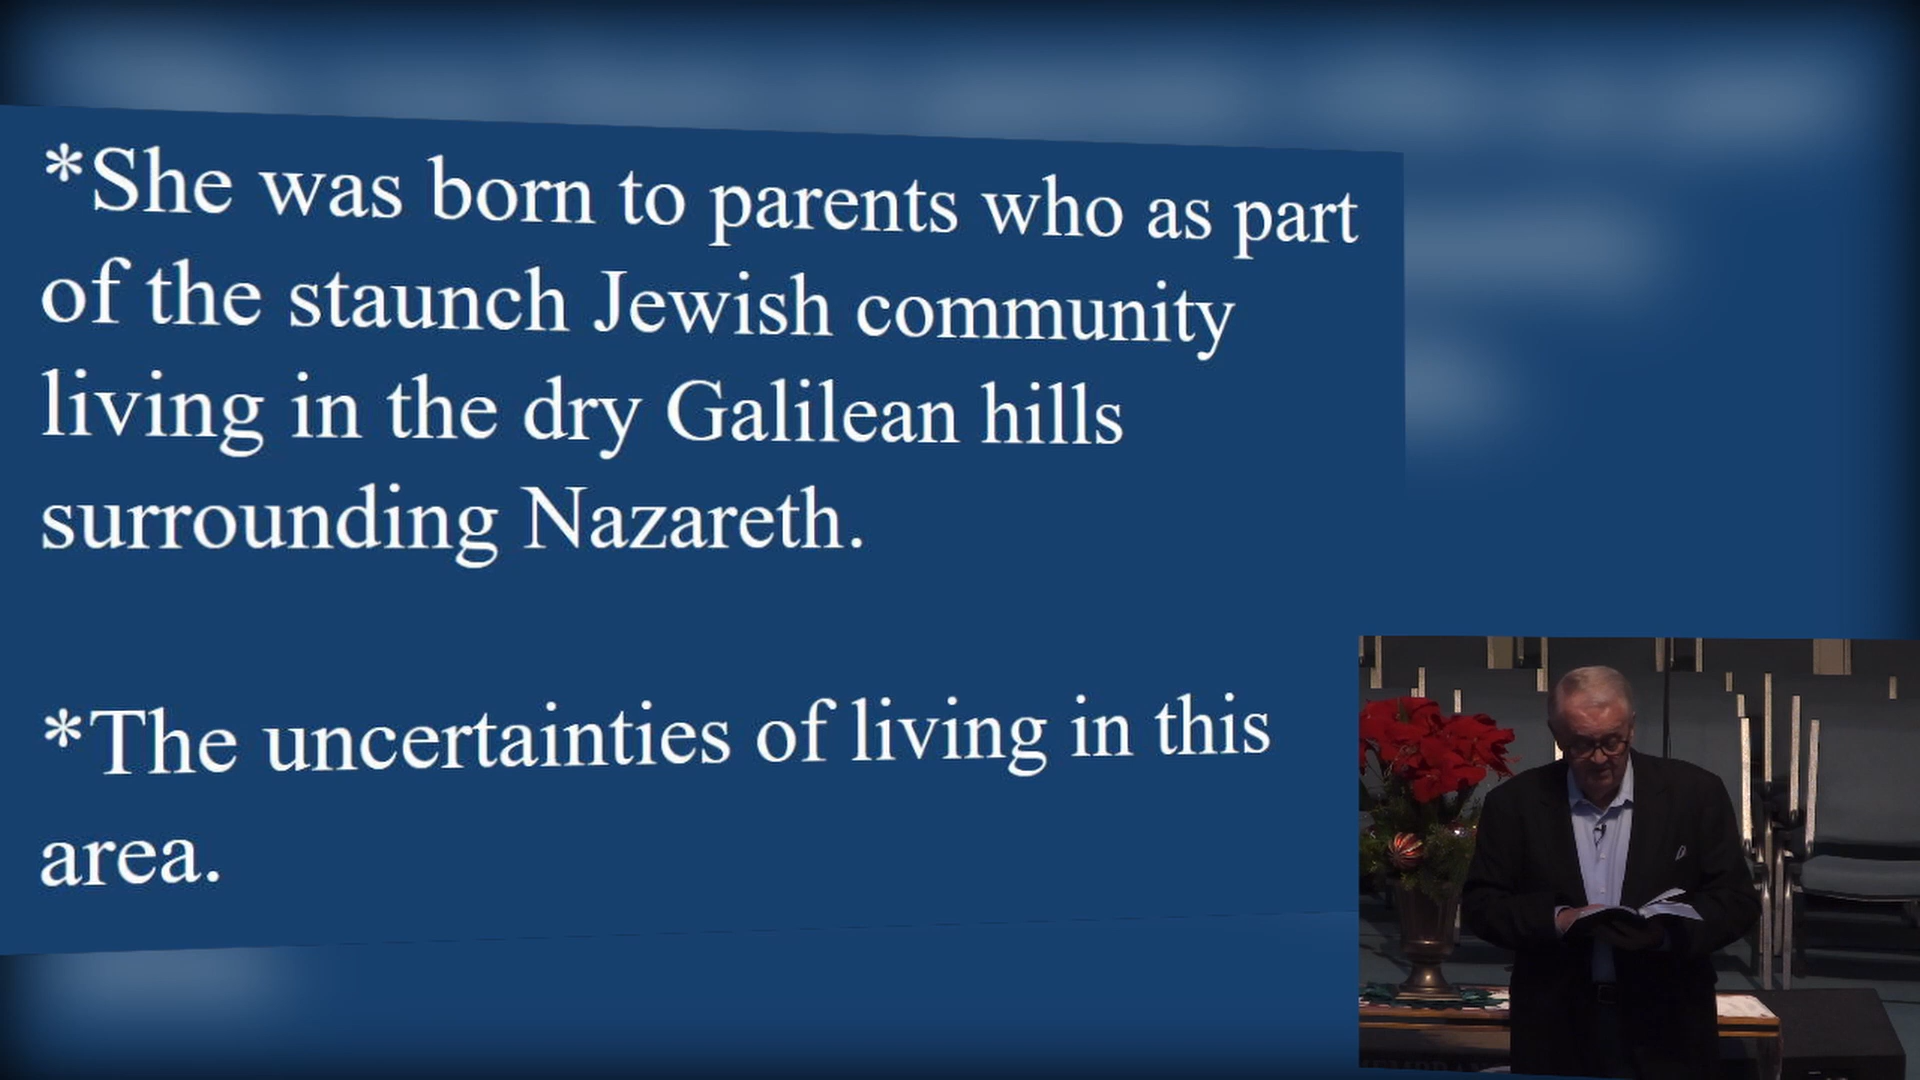 *She was born to parents who as part
of the staunch Jewish community
living in the dry Galilean hills
surrounding Nazareth.
*The uncertainties of living in this
area.